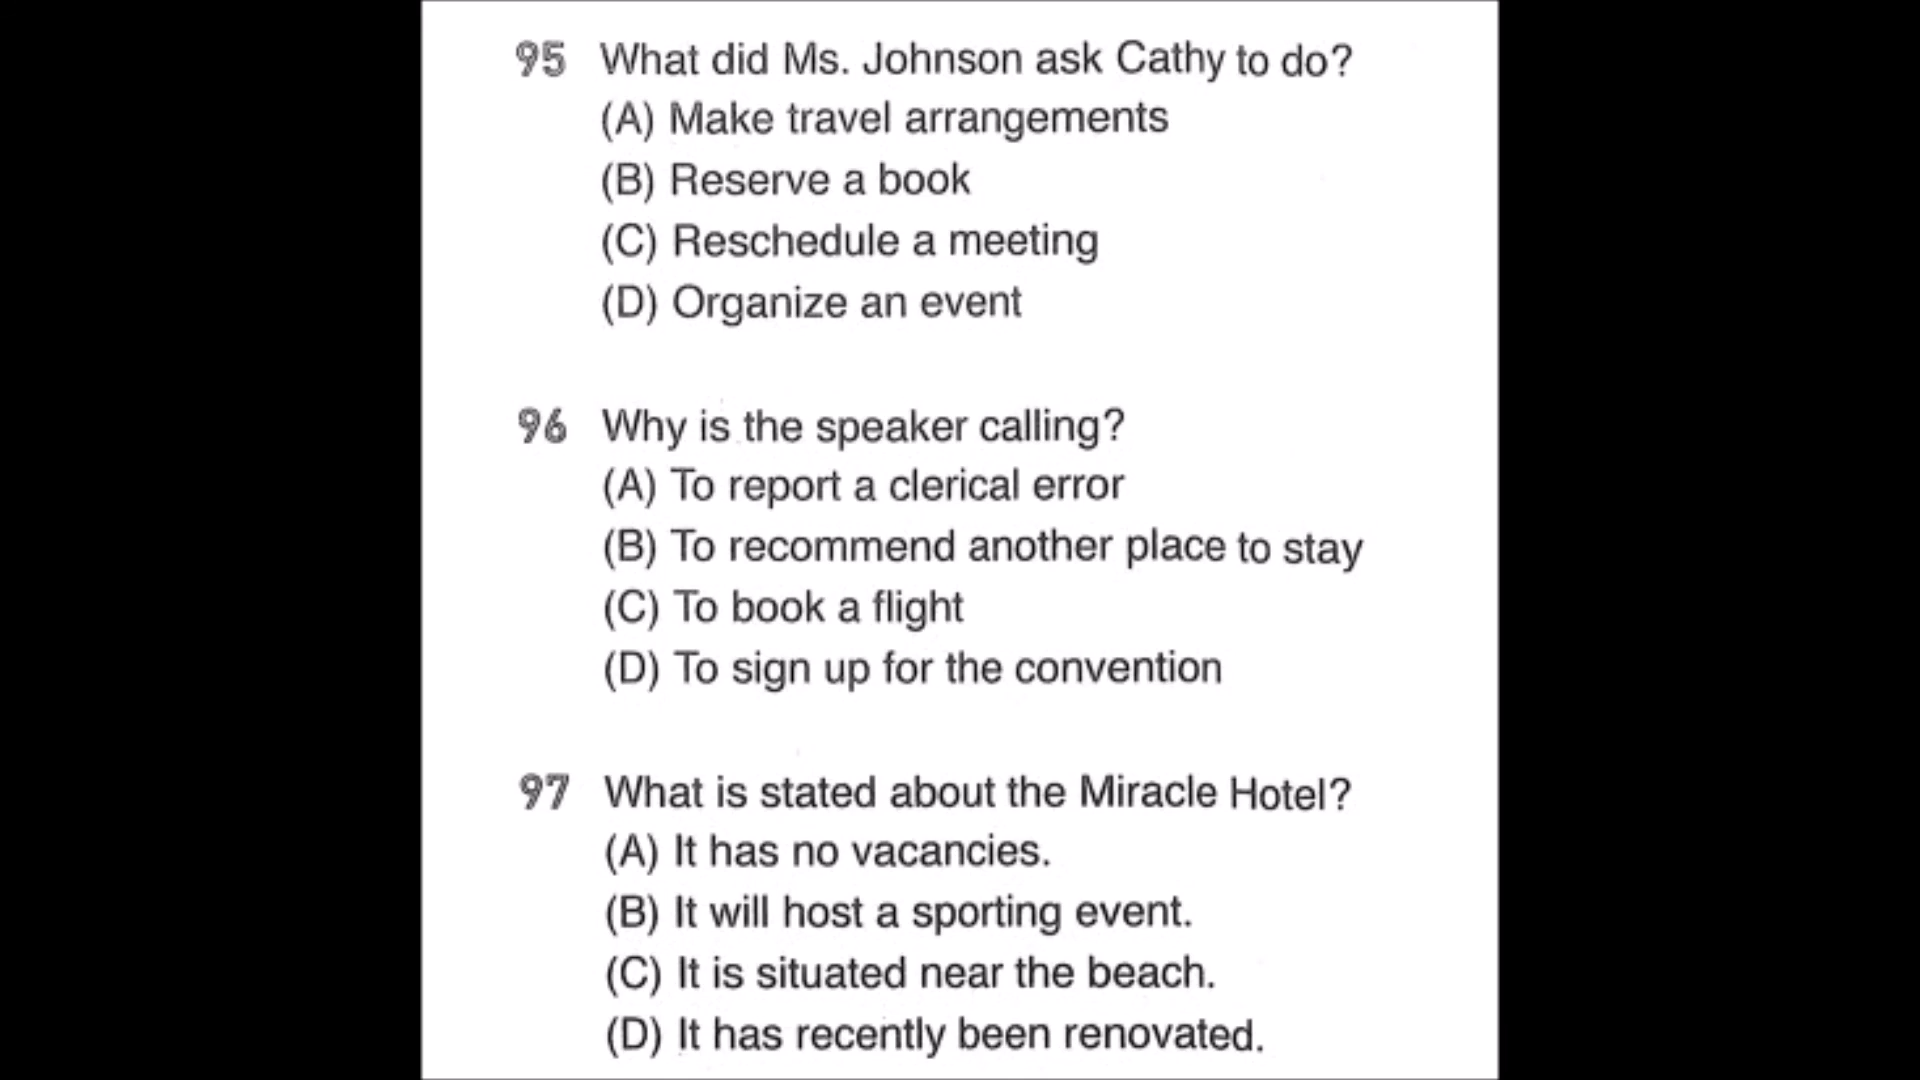 95 What did Ms. Johnson ask Cathy to do?
(A) Make travel arrangements
(B) Reserve a book
(C) Reschedule a meeting
(D) Organize an event
96 Why is the speaker calling?
(A) To report a clerical error
(B) To recommend another place to stay
(C) To book a flight
(D) To sign up for the convention
97 What is stated about the Miracle Hotel?
(A) It has no vacancies.
(B) It will host a sporting event.
(C) It is situated near the beach.
(D) It has recently been renovated.